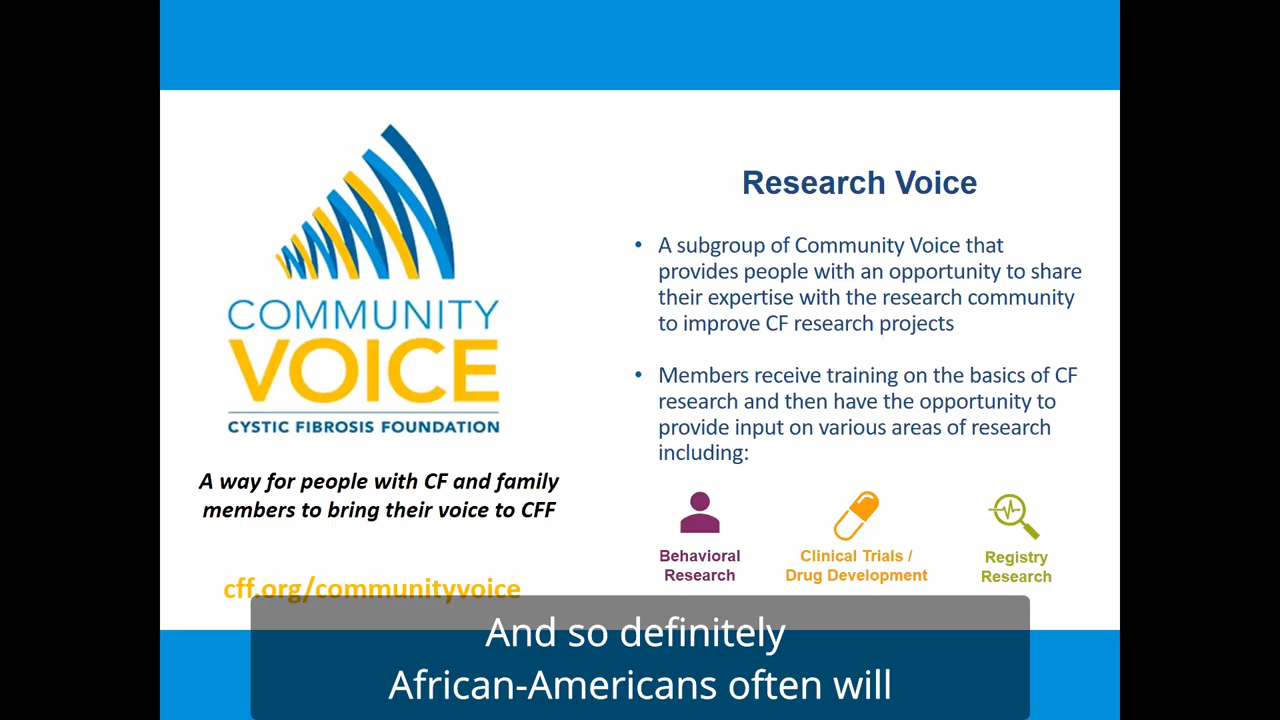 COMMUNITY
VOICE
CYSTIC FIBROSIS FOUNDATION
A way for people with CF and family
members to bring their voice to CFF
cff.org/communityvoice
Research Voice
• A subgroup of Community Voice that
provides people with an opportunity to share
their expertise with the research community
to improve CF research projects
• Members receive training on the basics of CF
research and then have the opportunity to
provide input on various areas of research
including:
Behavioral
Research
Clinical Trials /
Drug Development
Registry
Research
And so definitely
African-Americans often will